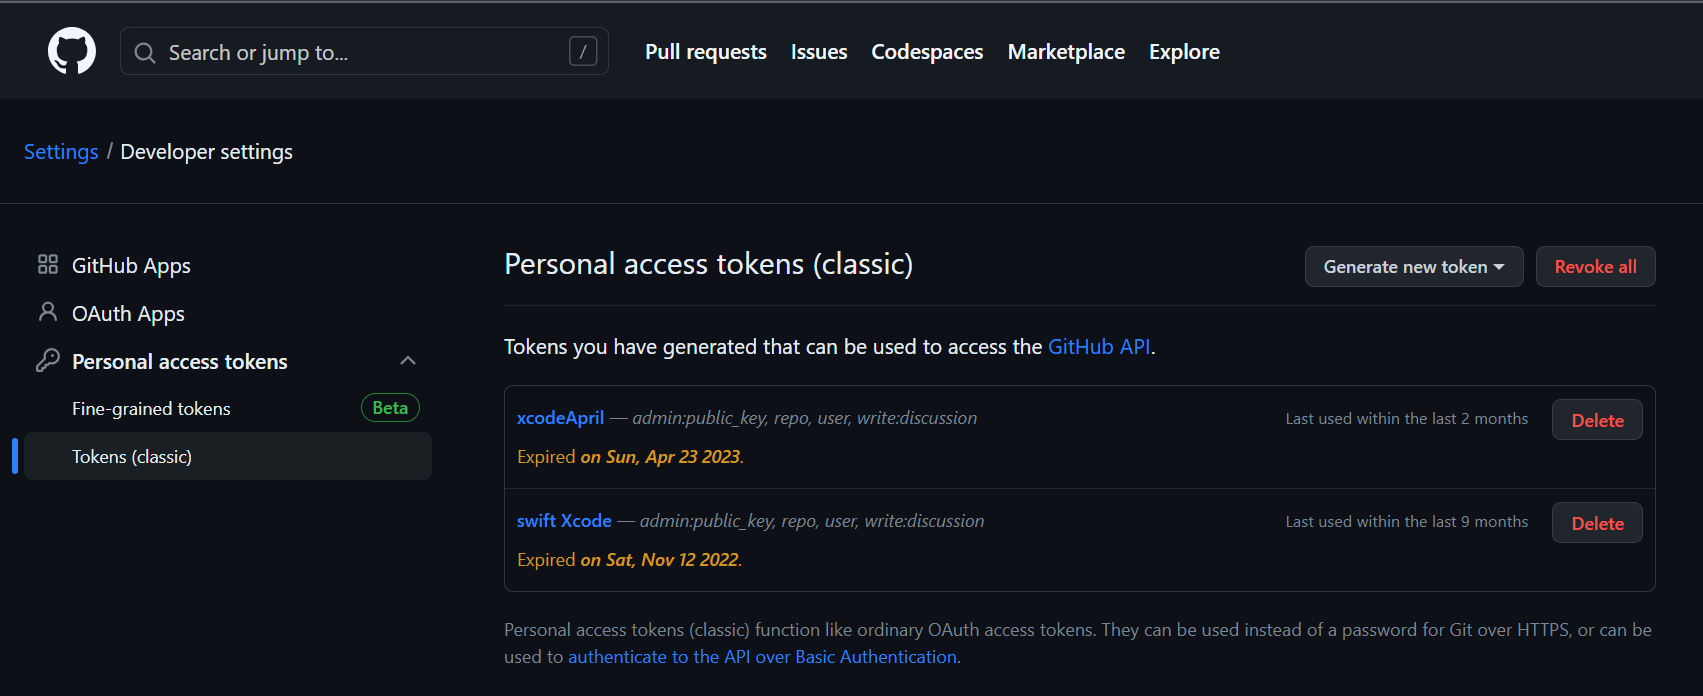 Search or jump to... /
Pull requests Issues Codespaces Marketplace Explore
Settings / Developer settings
GitHub Apps
OAuth Apps
Personal access tokens
Fine-grained tokens Beta
Tokens (classic)
Personal access tokens (classic) Generate new token Revoke all
Tokens you have generated that can be used to access the GitHub API.
xcodeApril — admin:public_key, repo, user, write:discussion Last used within the last 2 months Delete
Expired on Sun, Apr 23 2023.
swift Xcode — admin:public_key, repo, user, write:discussion Last used within the last 9 months Delete
Expired on Sat, Nov 12 2022.
Personal access tokens (classic) function like ordinary OAuth access tokens. They can be used instead of a password for Git over HTTPS, or can be
used to authenticate to the API over Basic Authentication.